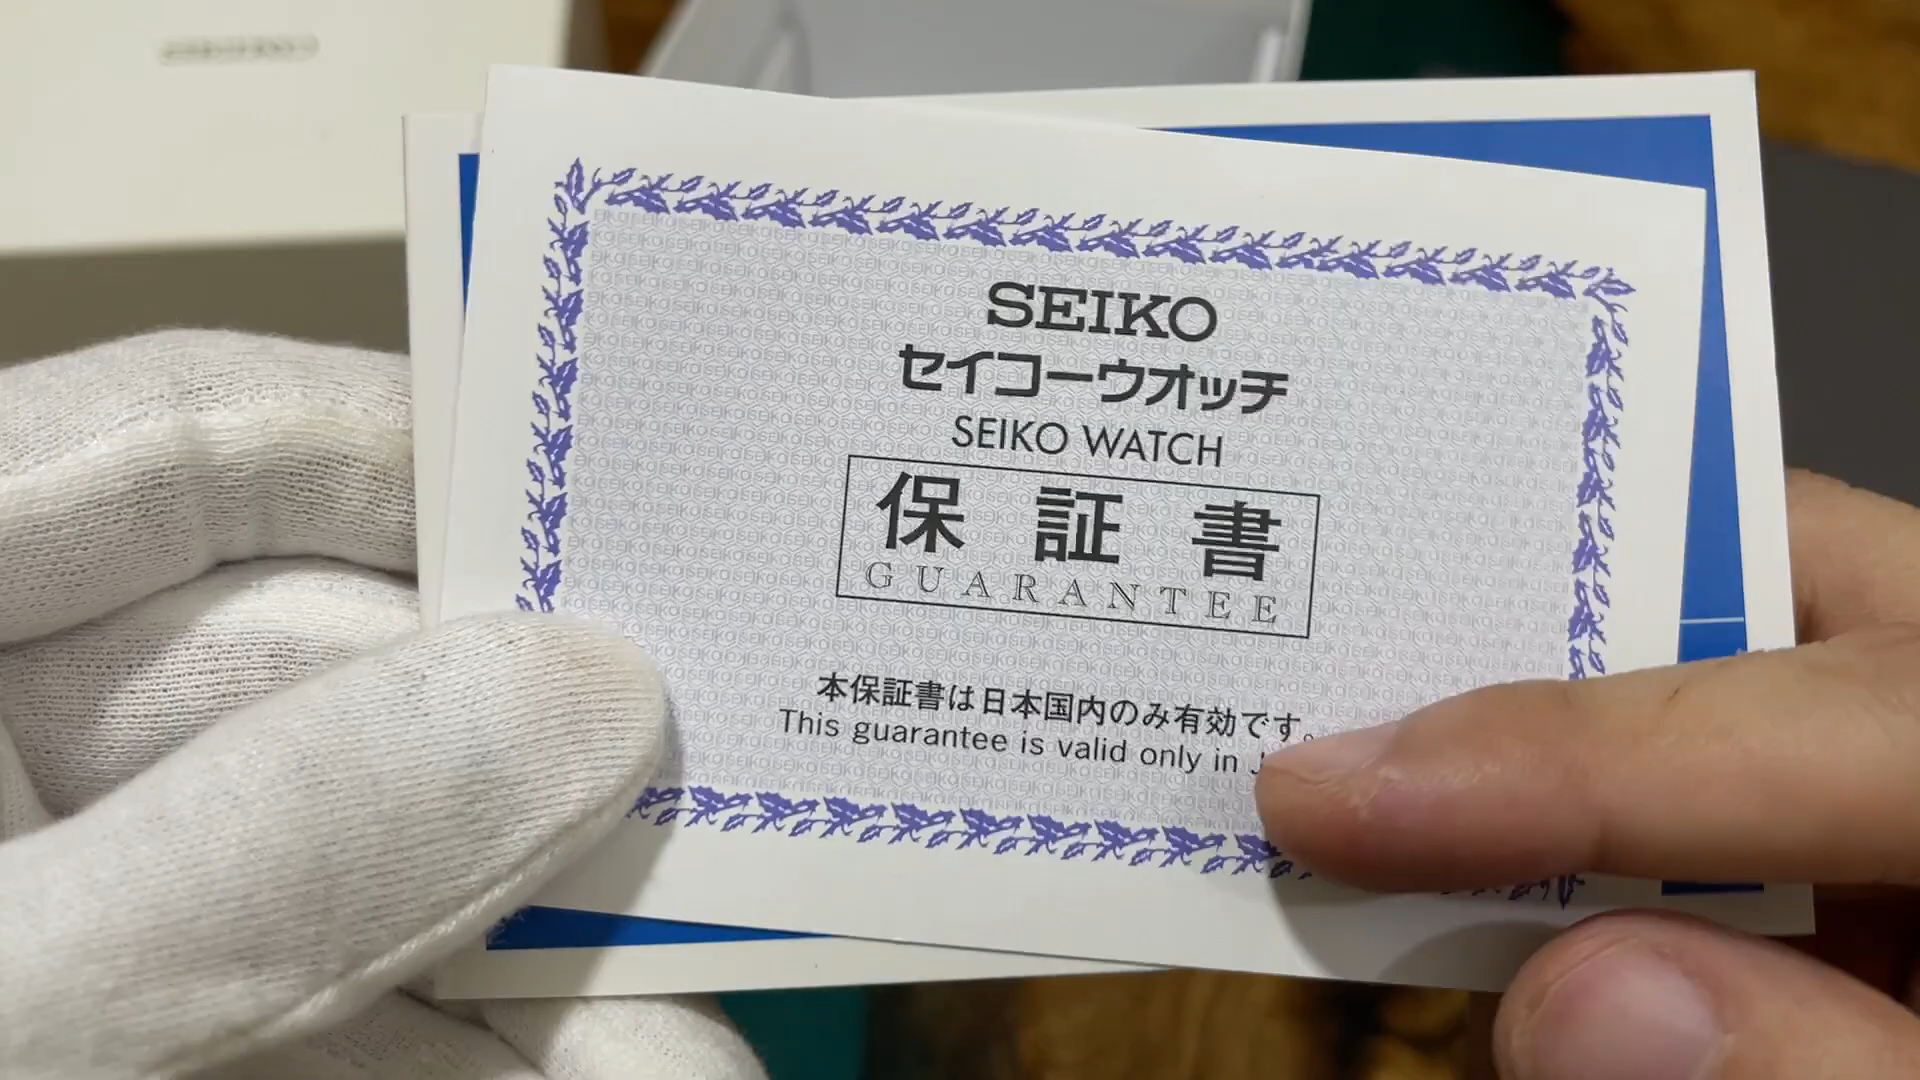 SEIKO
セイコーウオッチ
SEIKO WATCH
保証書
GUARANTEE
本保証書は日本国内のみ有効です。
This guarantee is valid only in